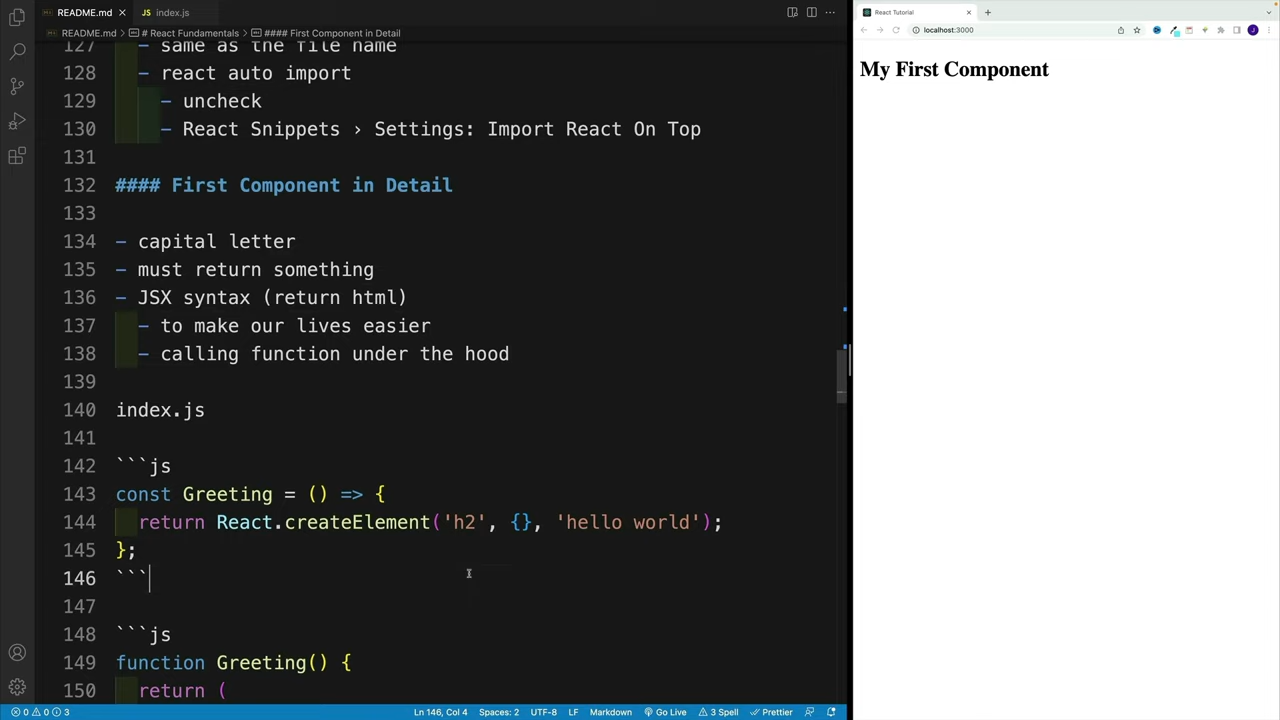 README.md
index.js
README.md > # React Fundamentals > #### First Component in Detail
127 - same as the file name
128 - react auto import
129 - uncheck
130 - React Snippets › Settings: Import React On Top
131
132 #### First Component in Detail
133
134 - capital letter
135 - must return something
136 - JSX syntax (return html)
137 - to make our lives easier
138 - calling function under the hood
139
140 index.js
141
142 ```js
143 const Greeting = () => {
144 return React.createElement('h2', {}, 'hello world');
145 };
146 ```
147
148 ```js
149 function Greeting() {
150 return (
0 0 3
Ln 146, Col 4
Spaces: 2
UTF-8
LF
Markdown
Go Live
3 Spell
Prettier
React Tutorial
localhost:3000
J
My First Component